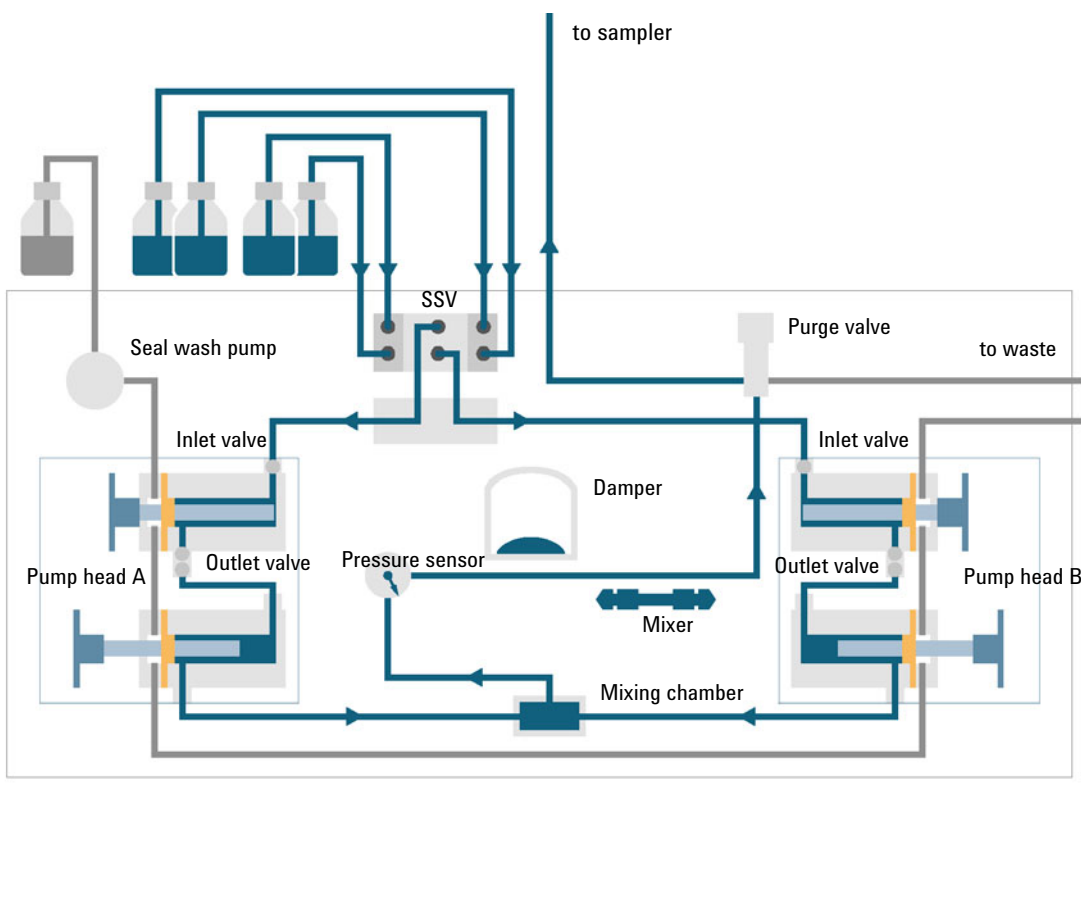 to sampler
SSV
Purge valve
Seal wash pump
to waste
Inlet valve
Inlet valve
Damper
Pressure sensor
Outlet valve
Outlet valve
Pump head A
Pump head B
Mixer
Mixing chamber